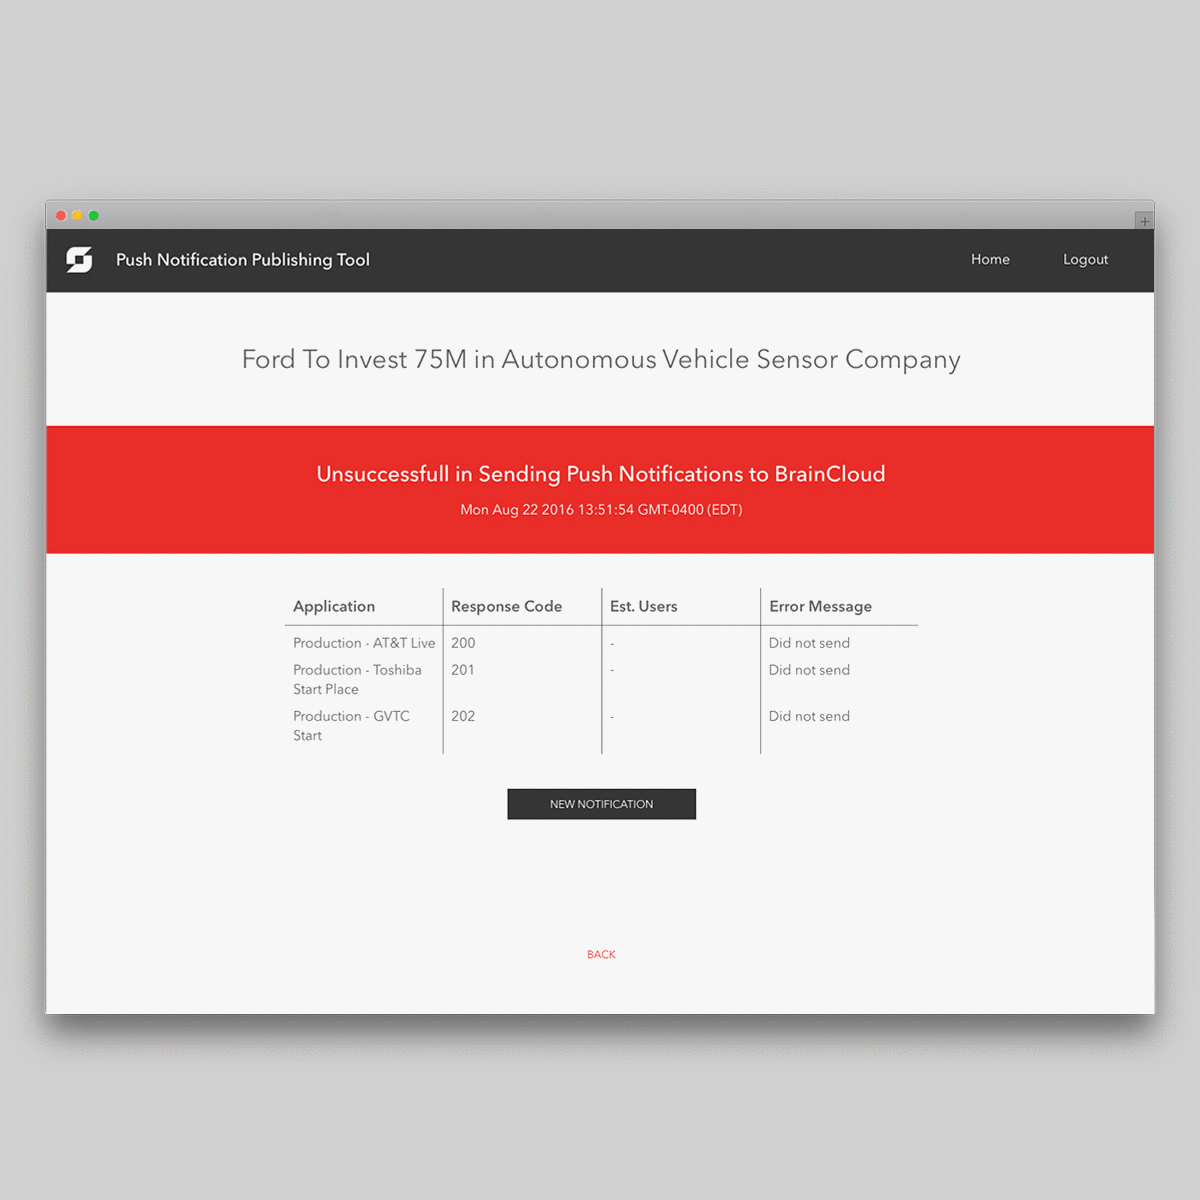 Push Notification Publishing Tool
Home
Logout
Ford To Invest 75M in Autonomous Vehicle Sensor Company
Unsuccessfull in Sending Push Notifications to BrainCloud
Mon Aug 22 2016 13:51:54 GMT-0400 (EDT)
Application Response Code Est. Users Error Message
Production - AT&T Live 200 - Did not send
Production - Toshiba 201 - Did not send
Start Place
Production - GVTC 202 - Did not send
Start
NEW NOTIFICATION
BACK